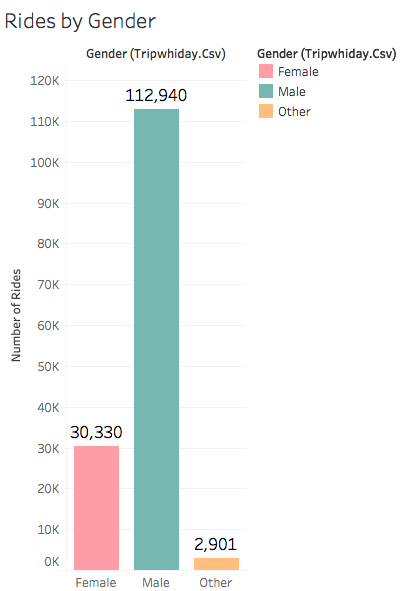 Rides by Gender
Gender (Tripwhiday.Csv)
Gender (Tripwhiday.Csv)
Female
Male
Other
120K
110K
100K
90K
80K
70K
60K
50K
40K
30K
20K
10K
0K
Number of Rides
112,940
30,330
2,901
Female
Male
Other